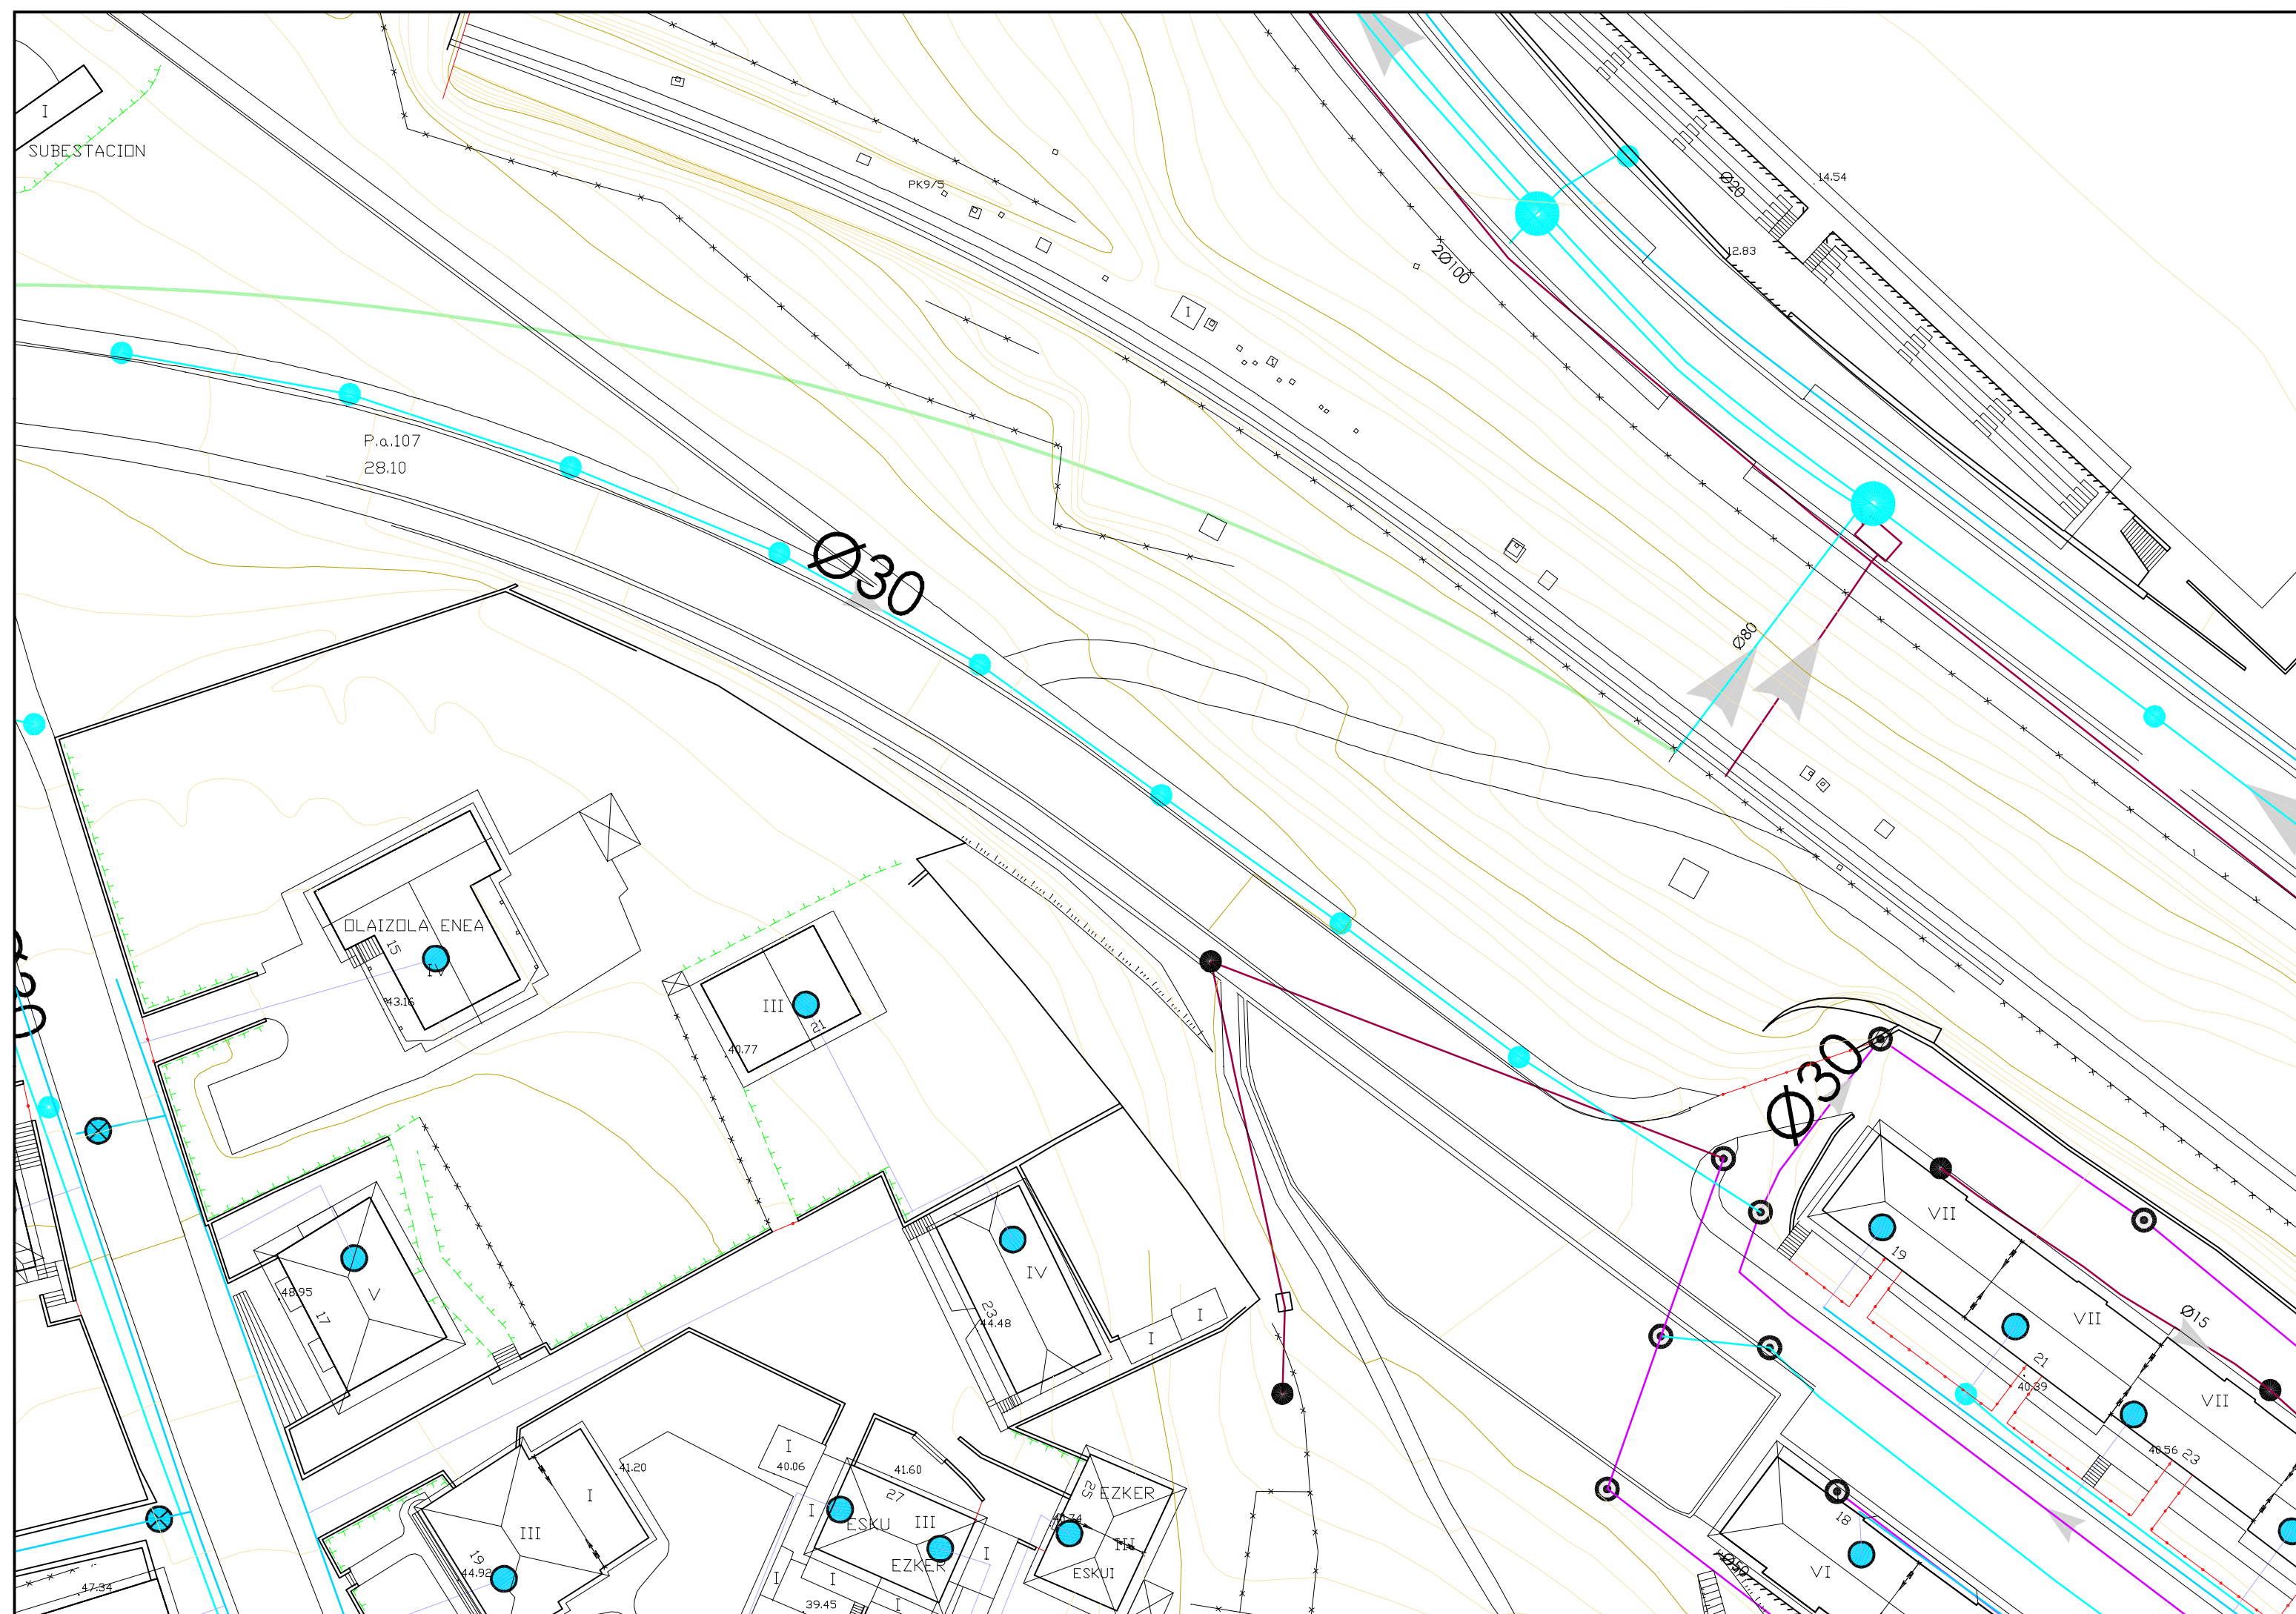 I
SUBESTACION
14.54
Ø20
PK9/5
12.83
2Ø100
I
P.a.107
28.10
Ø30
Ø80
OLAIZOLA ENEA
15
IV
43.16
III
21
40.77
Ø30
VII
19
IV
23
44.48
I
I
V
48.95
17
VII
Ø15
21
40.39
VII
40.56
23
I
40.06
41.20
41.60
27
I
ESKU
III
EZKER
I
25
EZKER
III
ESKUI
18
VI
Ø50
I
III
19
44.92
I
I
39.45
I
47.34